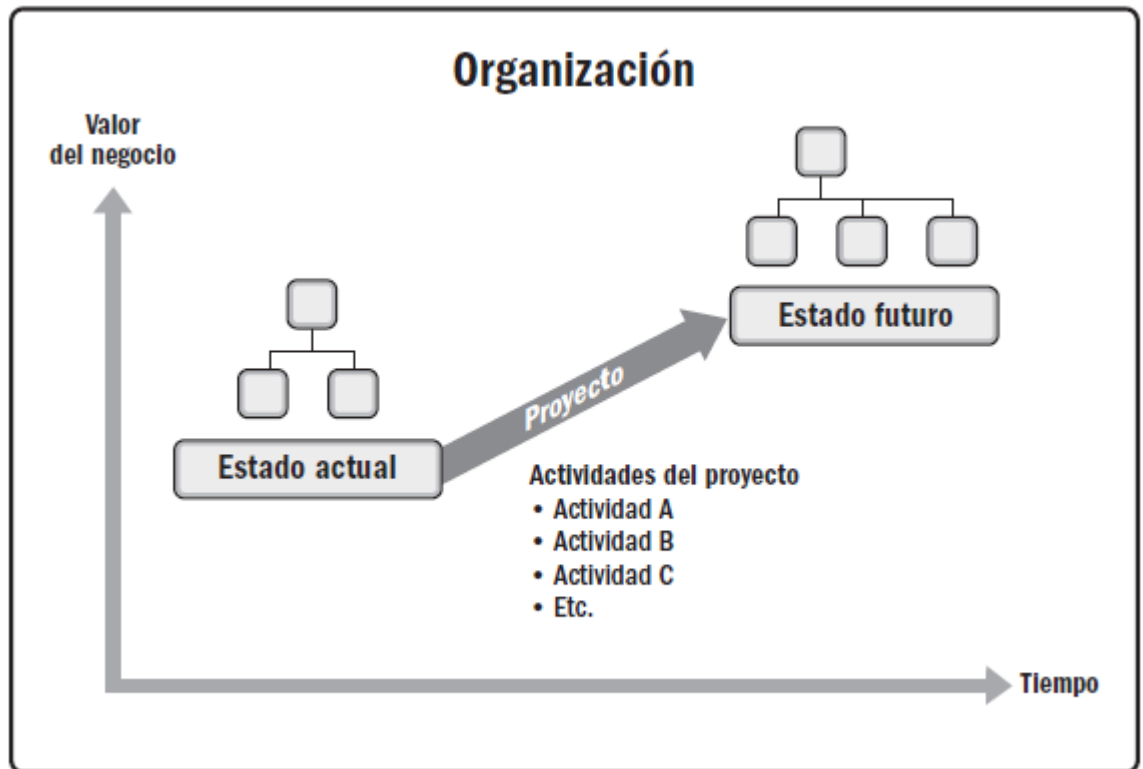 Organización
Valor
del negocio
Estado futuro
Proyecto
Estado actual
Actividades del proyecto
• Actividad A
• Actividad B
• Actividad C
• Etc.
Tiempo